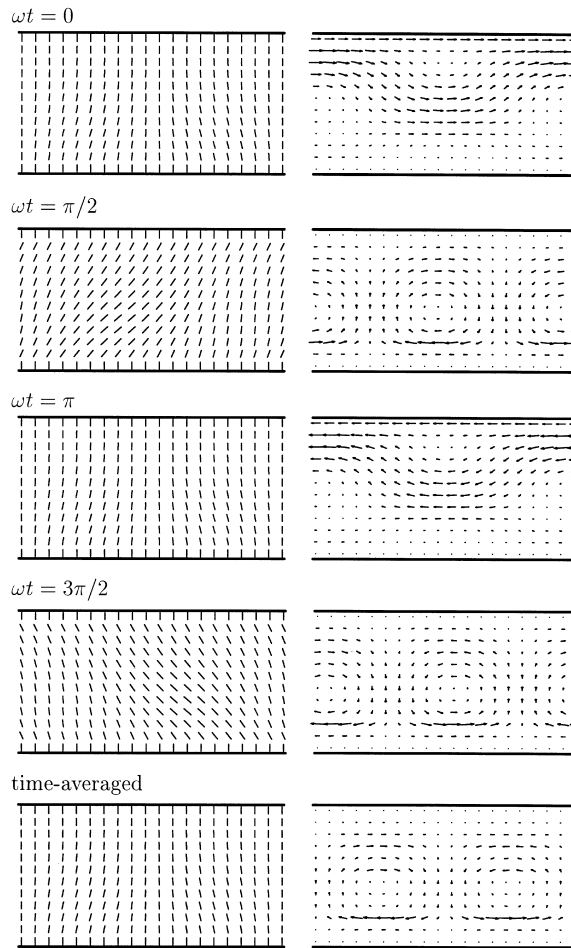 ωt = 0
ωt = π/2
ωt = π
ωt = 3π/2
time-averaged